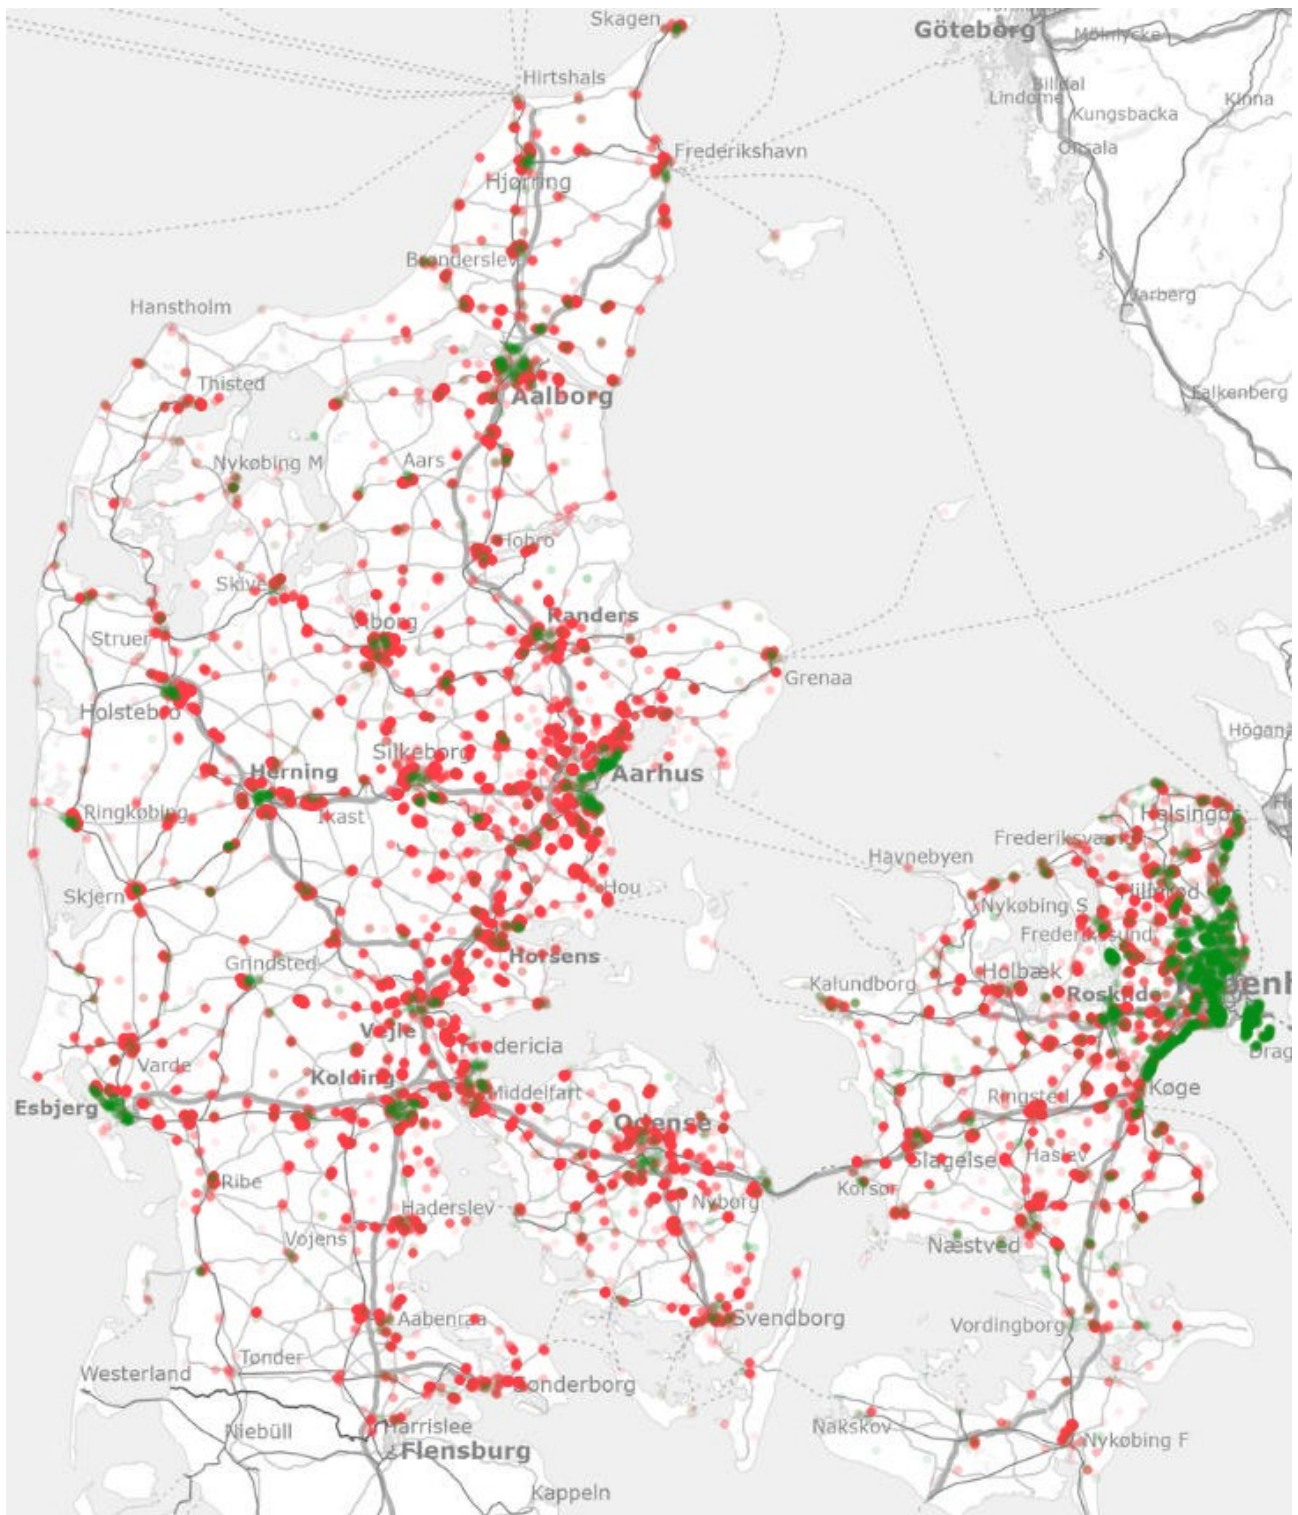 Skagen
Göteborg
Mölnlycke
Hirtshals
Billdal
Lindome
Kinna
Kungsbacka
Onsala
Frederikshavn
Hjørring
Brønderslev
Varberg
Hanstholm
Thisted
Aalborg
Falkenberg
Nykøbing M
Aars
Hobro
Skive
Randers
Viborg
Struer
Grenaa
Holstebro
Silkeborg
Herning
Aarhus
Ringkøbing
Ikast
Helsingør
Frederiksværk
Havnebyen
Hou
Skjern
Hillerød
Nykøbing S
Frederikssund
Horsens
Grindsted
Holbæk
Kalundborg
Roskilde
Vejle
Fredericia
Varde
Kolding
Middelfart
Køge
Ringsted
Esbjerg
Odense
Haslev
Slagelse
Ribe
Korsør
Nyborg
Haderslev
Vojens
Næstved
Aabenraa
Svendborg
Vordingborg
Tønder
Westerland
Sønderborg
Nakskov
Harrislee
Niebüll
Nykøbing F
Flensburg
Kappeln